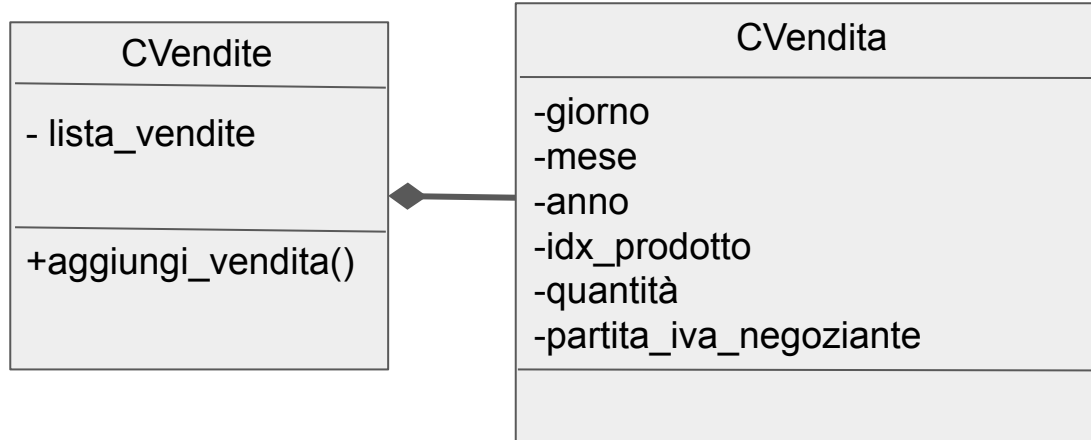 CVendite
- lista_vendite
+aggiungi_vendita()
CVendita
-giorno
-mese
-anno
-idx_prodotto
-quantità
-partita_iva_negoziante